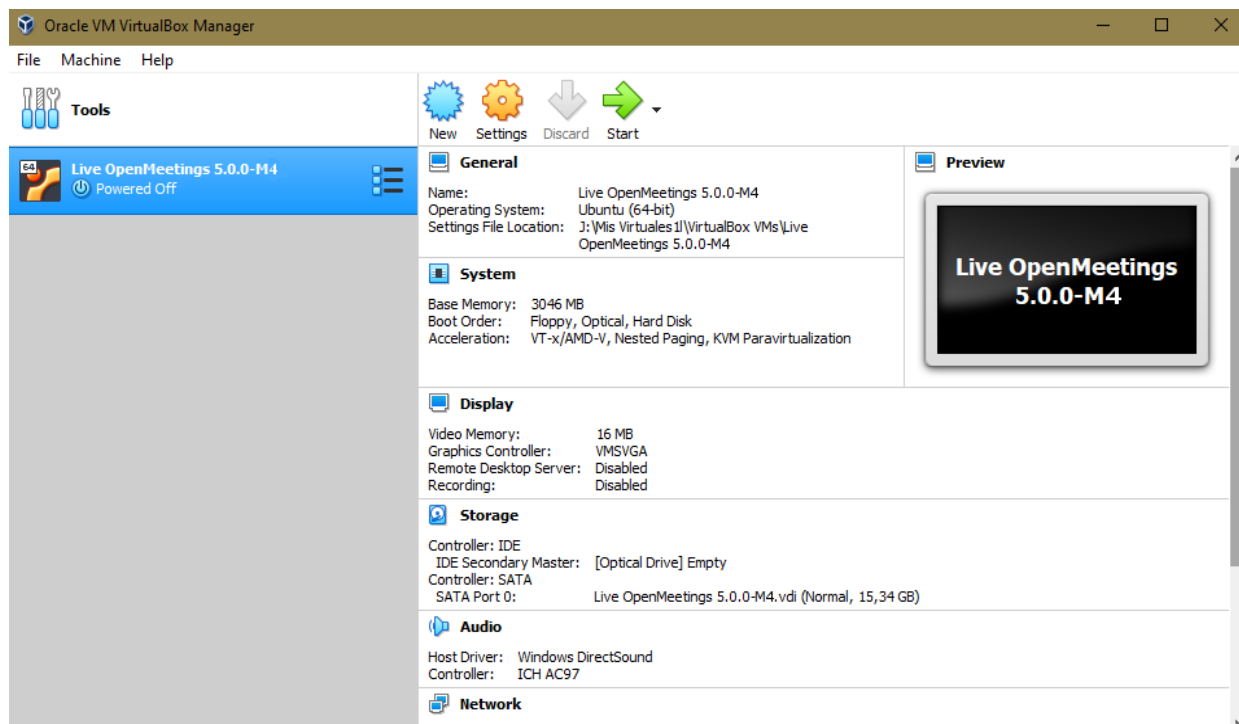 Oracle VM VirtualBox Manager
File Machine Help
Tools
New Settings Discard Start
64
Live OpenMeetings 5.0.0-M4
Powered Off
General
Name: Live OpenMeetings 5.0.0-M4
Operating System: Ubuntu (64-bit)
Settings File Location: J:\Mis Virtuales1l\VirtualBox VMs\Live
OpenMeetings 5.0.0-M4
Preview
Live OpenMeetings
5.0.0-M4
System
Base Memory: 3046 MB
Boot Order: Floppy, Optical, Hard Disk
Acceleration: VT-x/AMD-V, Nested Paging, KVM Paravirtualization
Display
Video Memory: 16 MB
Graphics Controller: VMSVGA
Remote Desktop Server: Disabled
Recording: Disabled
Storage
Controller: IDE
IDE Secondary Master: [Optical Drive] Empty
Controller: SATA
SATA Port 0: Live OpenMeetings 5.0.0-M4.vdi (Normal, 15,34 GB)
Audio
Host Driver: Windows DirectSound
Controller: ICH AC97
Network